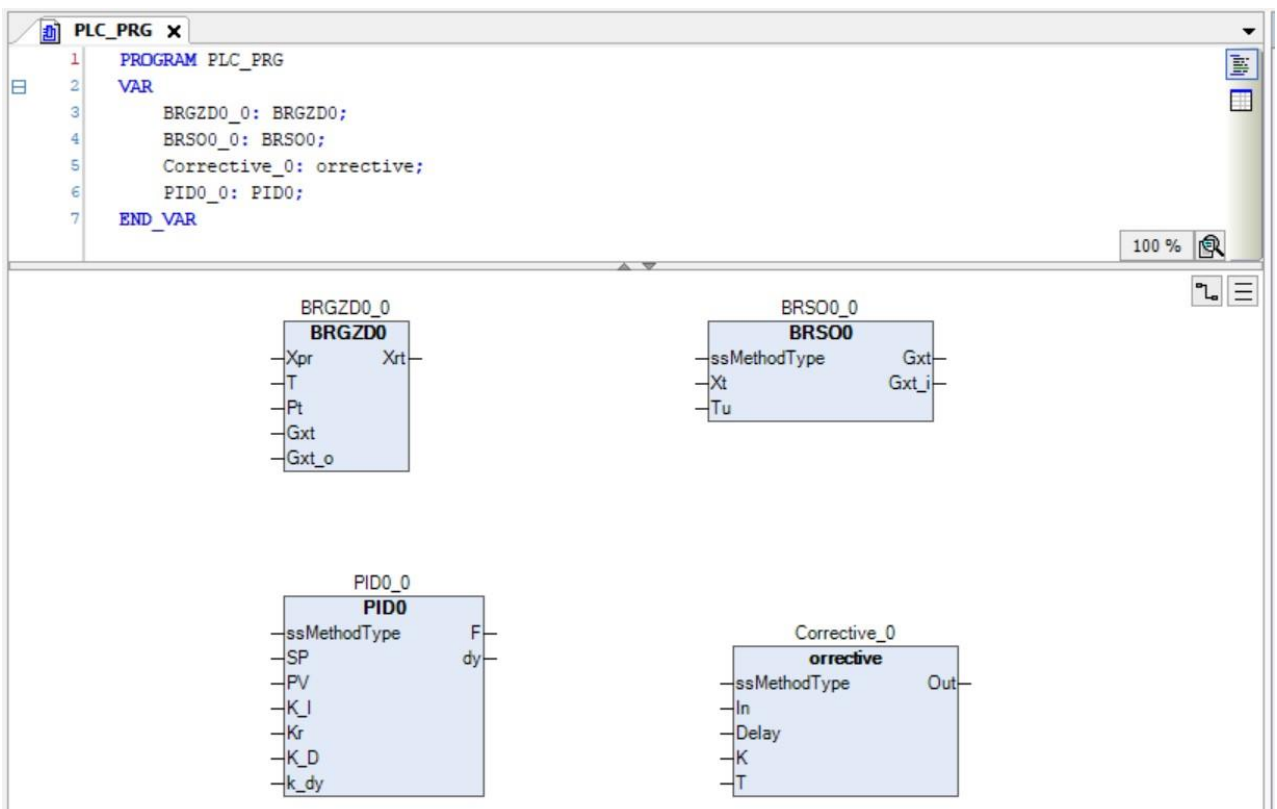 PLC_PRG X
1 PROGRAM PLC_PRG
2 VAR
3 BRGZD0_0: BRGZD0;
4 BRSO0_0: BRSO0;
5 Corrective_0: orrective;
6 PID0_0: PID0;
7 END_VAR
100 %
BRGZD0_0
BRGZD0
Xpr Xrt
T
Pt
Gxt
Gxt_o
BRSO0_0
BRSO0
ssMethodType Gxt
Xt Gxt_i
Tu
PID0_0
PID0
ssMethodType F
SP dy
PV
K_I
Kr
K_D
k_dy
Corrective_0
orrective
ssMethodType Out
In
Delay
K
T